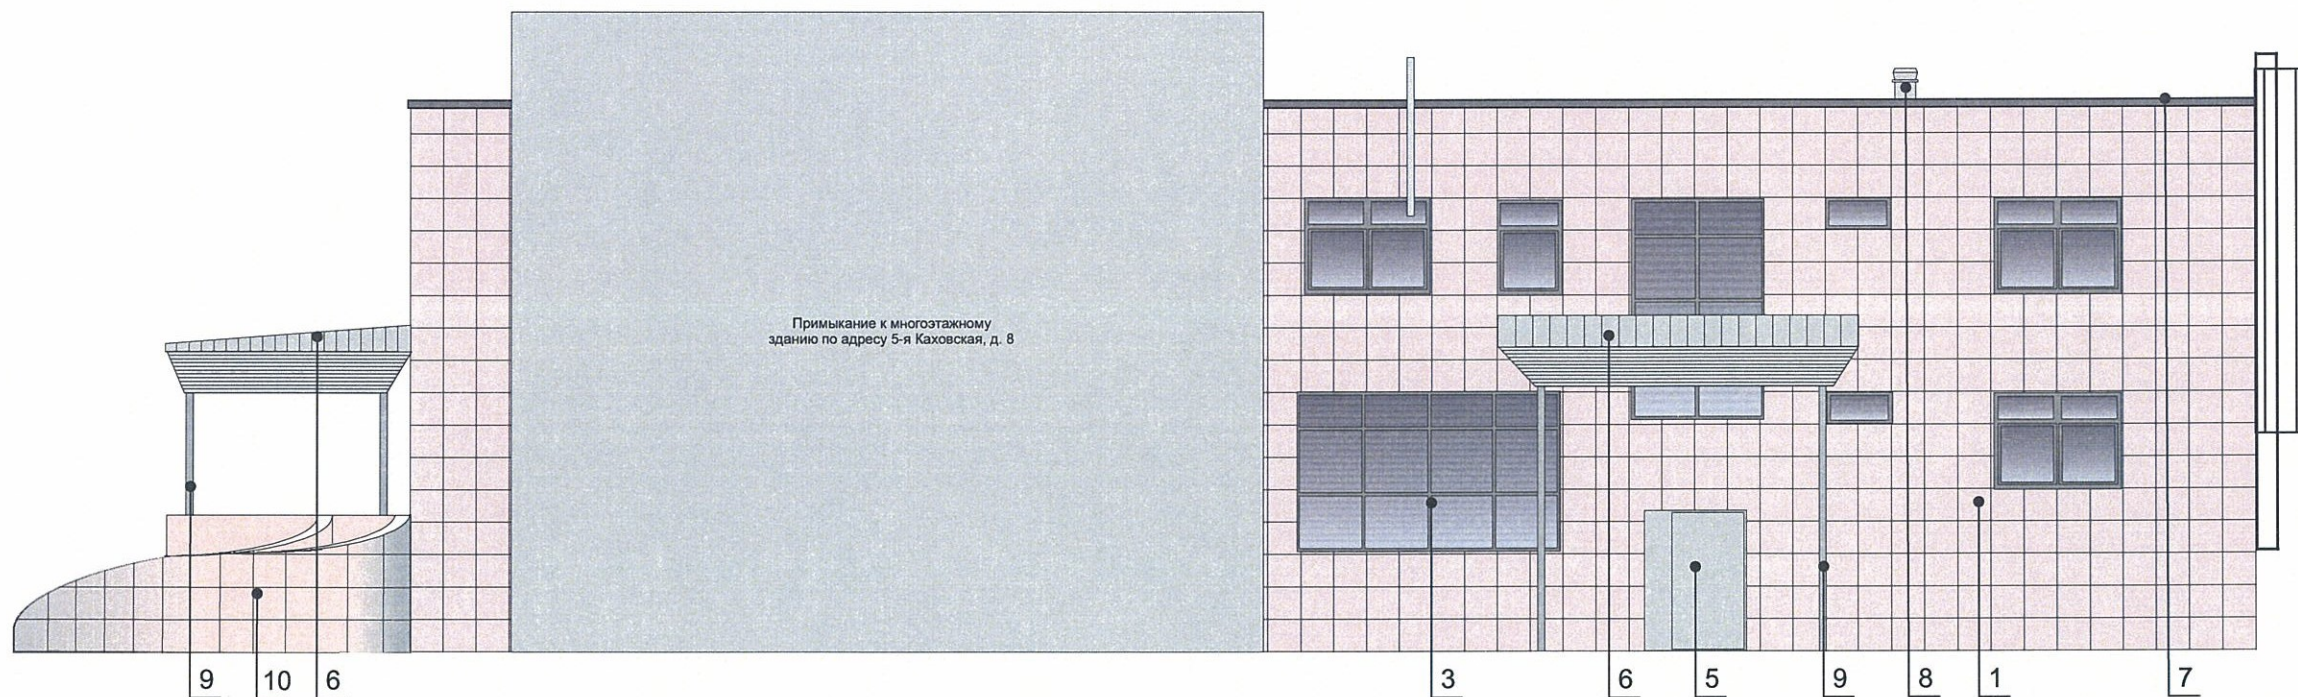 Примыкание к многоэтажному
зданию по адресу 5-я Каховская, д. 8
9 10 6 3 6 5 9 8 1 7